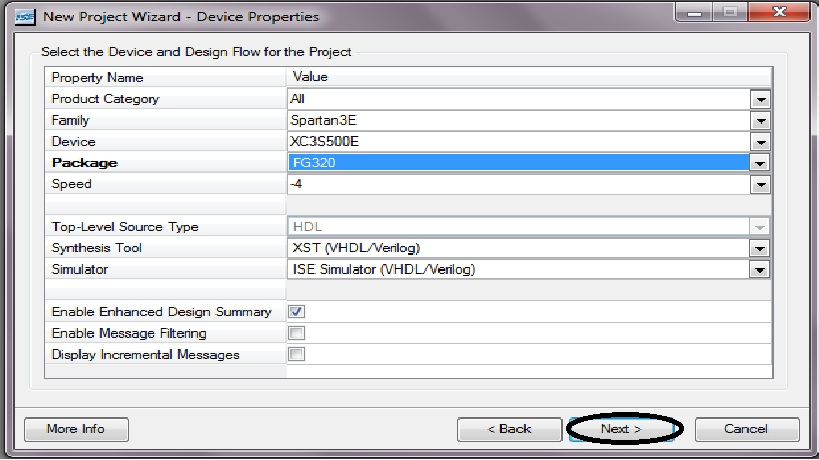 ISE New Project Wizard - Device Properties
Select the Device and Design Flow for the Project
Property Name Value
Product Category All
Family Spartan3E
Device XC3S500E
Package FG320
Speed -4
Top-Level Source Type HDL
Synthesis Tool XST (VHDL/Verilog)
Simulator ISE Simulator (VHDL/Verilog)
Enable Enhanced Design Summary
Enable Message Filtering
Display Incremental Messages
More Info < Back Next > Cancel